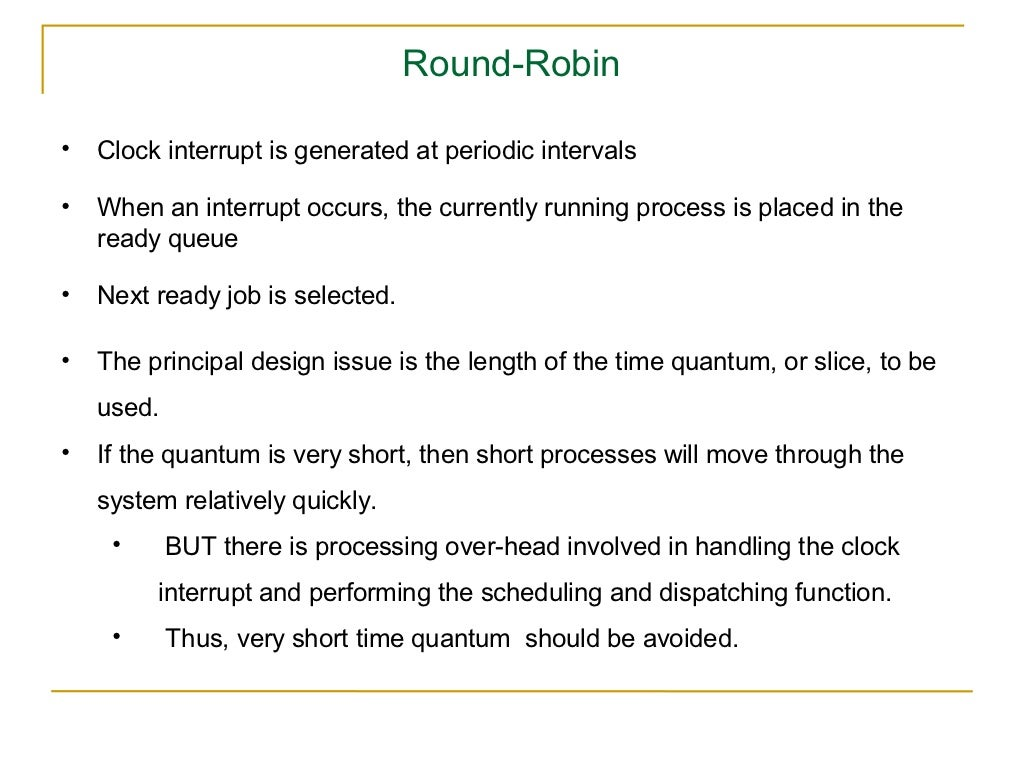 Round-Robin
• Clock interrupt is generated at periodic intervals
• When an interrupt occurs, the currently running process is placed in the
ready queue
• Next ready job is selected.
• The principal design issue is the length of the time quantum, or slice, to be
used.
• If the quantum is very short, then short processes will move through the
system relatively quickly.
• BUT there is processing over-head involved in handling the clock
interrupt and performing the scheduling and dispatching function.
• Thus, very short time quantum  should be avoided.